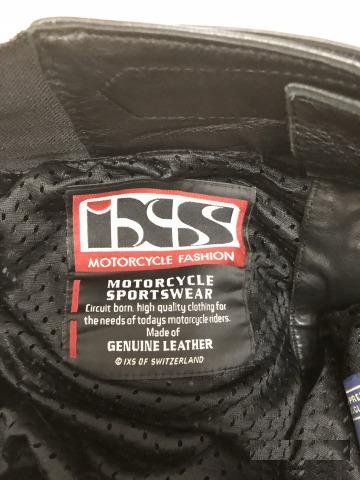 ixs
MOTORCYCLE FASHION
MOTORCYCLE
SPORTSWEAR
Circuit born, high quality clothing for
the needs of todays motorcycle riders.
Made of
GENUINE LEATHER
© IXS OF SWITZERLAND